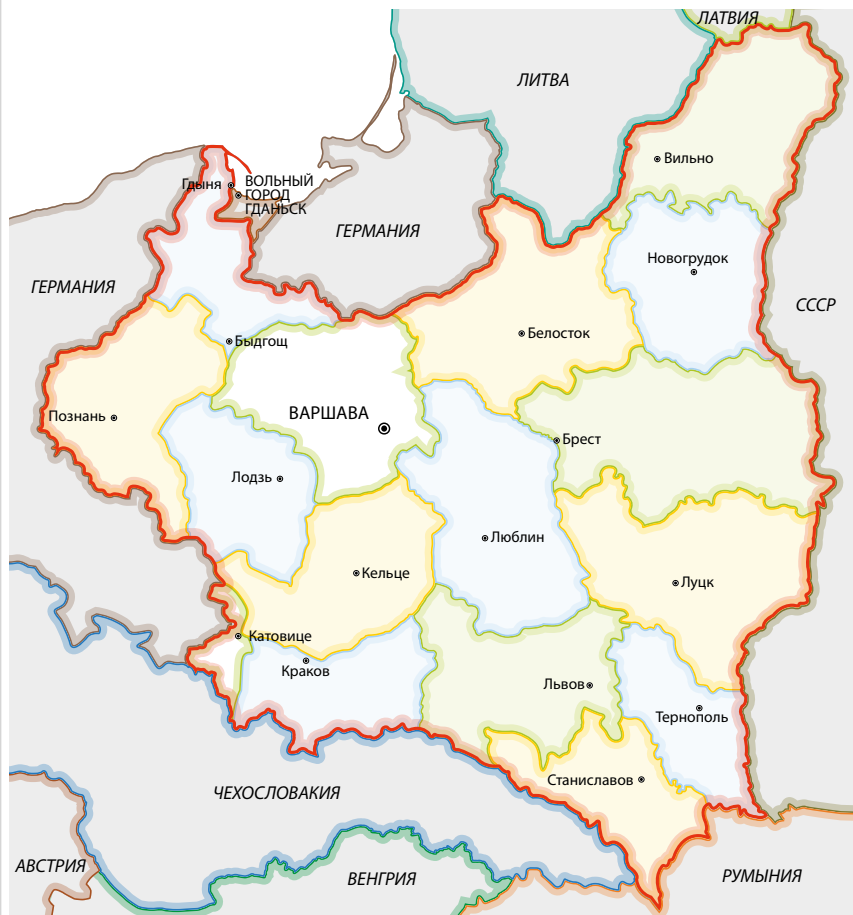 ЛАТВИЯ
ЛИТВА
Вильно
Гдыня
ВОЛЬНЫЙ
ГОРОД
ГДАНЬСК
ГЕРМАНИЯ
Новогрудок
ГЕРМАНИЯ
СССР
Быдгощ
Белосток
Познань
ВАРШАВА
Брест
Лодзь
Люблин
Кельце
Луцк
Катовице
Краков
Львов
Тернополь
Станиславов
ЧЕХОСЛОВАКИЯ
АВСТРИЯ
ВЕНГРИЯ
РУМЫНИЯ